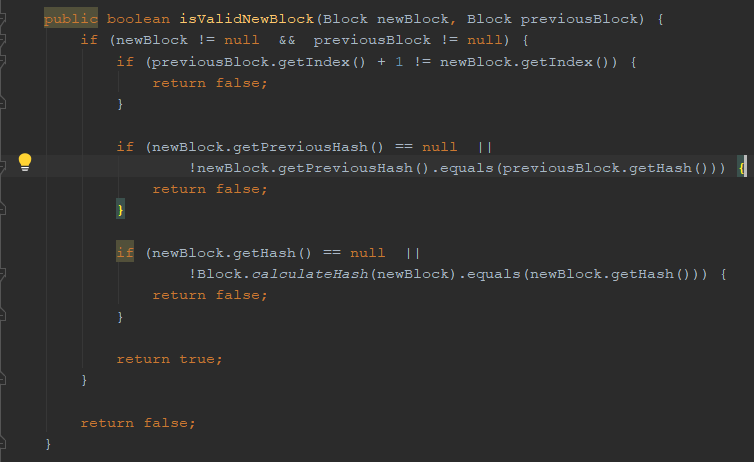 public boolean isValidNewBlock(Block newBlock, Block previousBlock) {
    if (newBlock != null  &&  previousBlock != null) {
        if (previousBlock.getIndex() + 1 != newBlock.getIndex()) {
            return false;
        }

        if (newBlock.getPreviousHash() == null  ||
                !newBlock.getPreviousHash().equals(previousBlock.getHash())) {
            return false;
        }

        if (newBlock.getHash() == null  ||
                !Block.calculateHash(newBlock).equals(newBlock.getHash())) {
            return false;
        }

        return true;
    }

    return false;
}